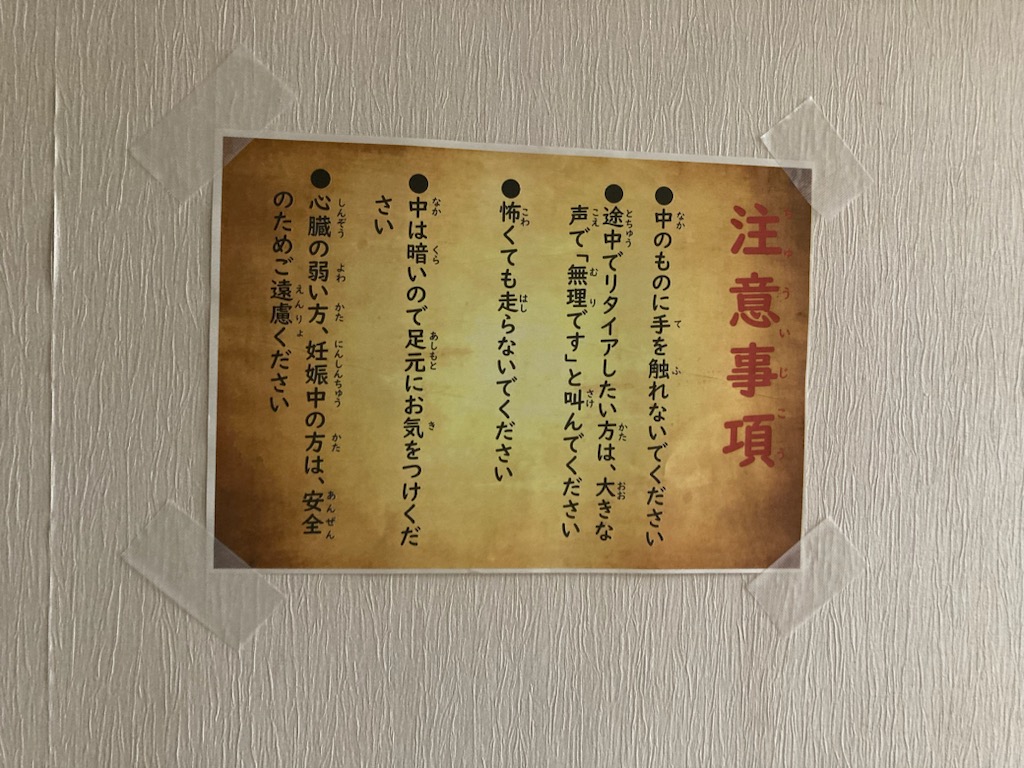 注意事項
●中のものに手を触れないでください
●途中でリタイアしたい方は、大きな
声で「無理です」と叫んでください
●怖くても走らないでください
●中は暗いので足元にお気をつけくだ
さい
●心臓の弱い方、妊娠中の方は、安全
のためご遠慮ください